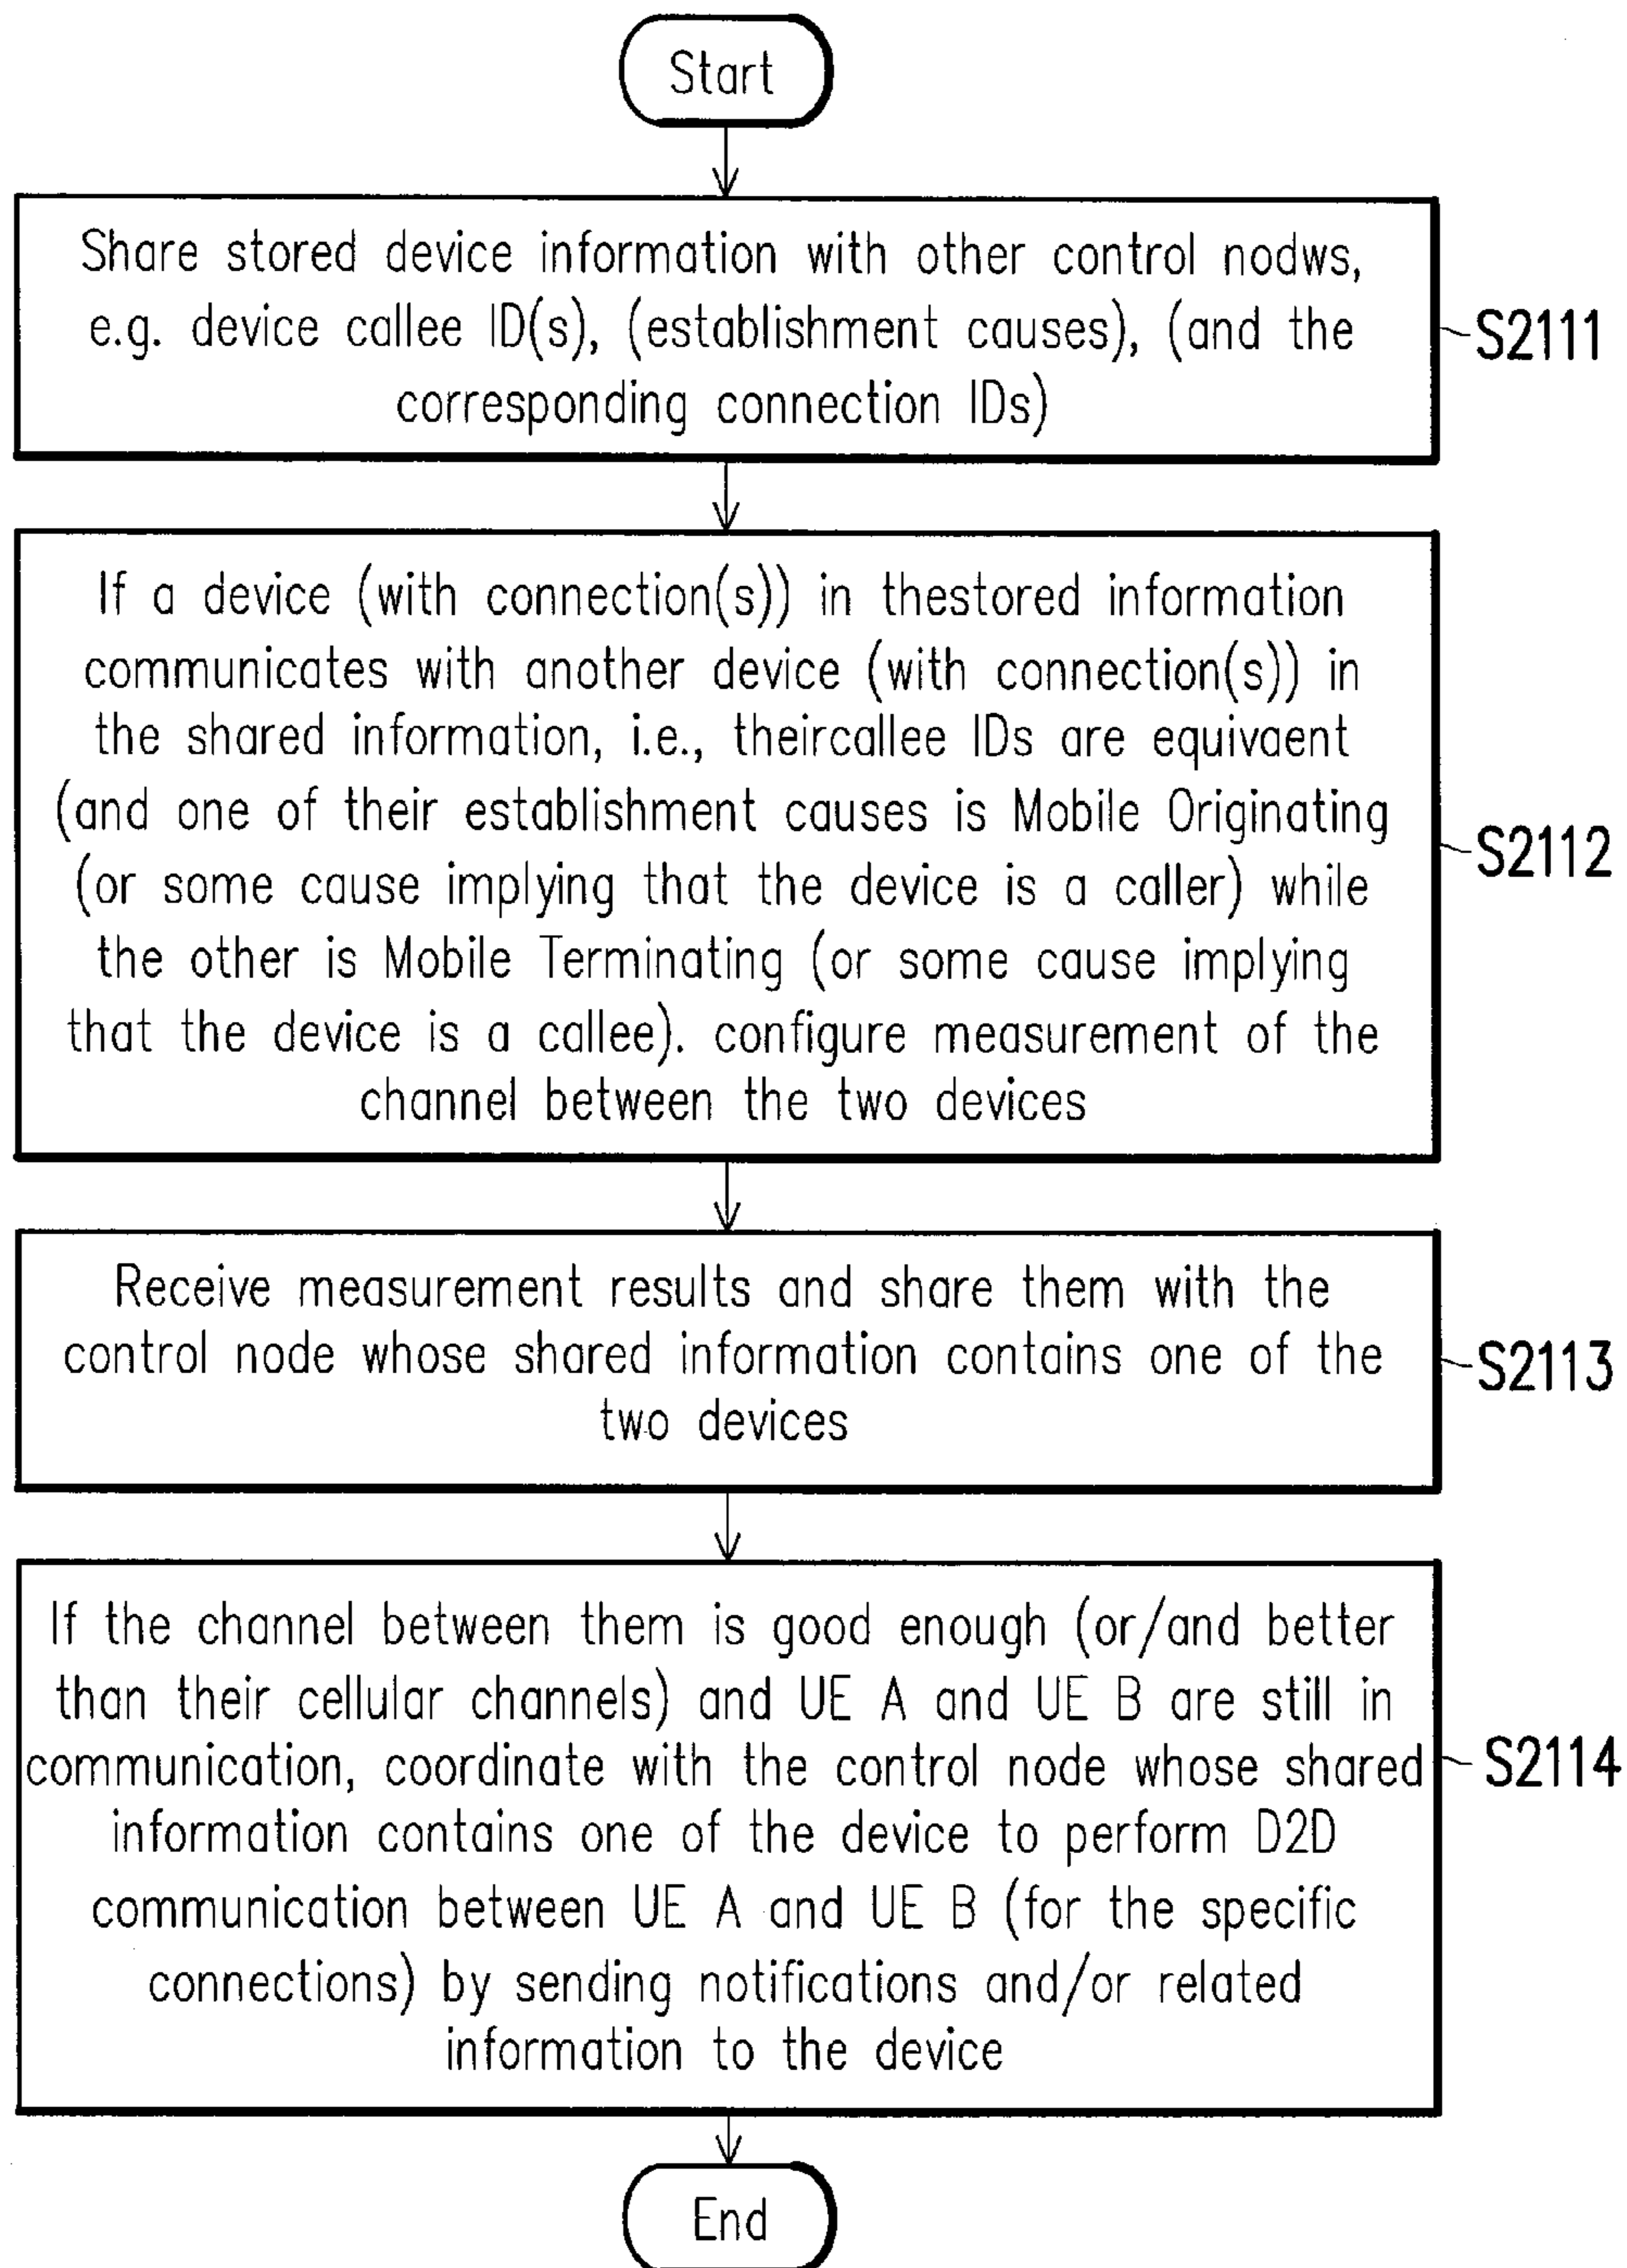 Start
Share stored device information with other control nodws,
e.g. device callee ID(s), (establishment causes), (and the
corresponding connection IDs)
S2111
If a device (with connection(s)) in thestored information
communicates with another device (with connection(s)) in
the shared information, i.e., theircallee IDs are equivaent
(and one of their establishment causes is Mobile Originating
(or some cause implying that the device is a caller) while
the other is Mobile Terminating (or some cause implying
that the device is a callee). configure measurement of the
channel between the two devices
S2112
Receive measurement results and share them with the
control node whose shared information contains one of the
two devices
S2113
If the channel between them is good enough (or/and better
than their cellular channels) and UE A and UE B are still in
communication, coordinate with the control node whose shared
information contains one of the device to perform D2D
communication between UE A and UE B (for the specific
connections) by sending notifications and/or related
information to the device
S2114
End